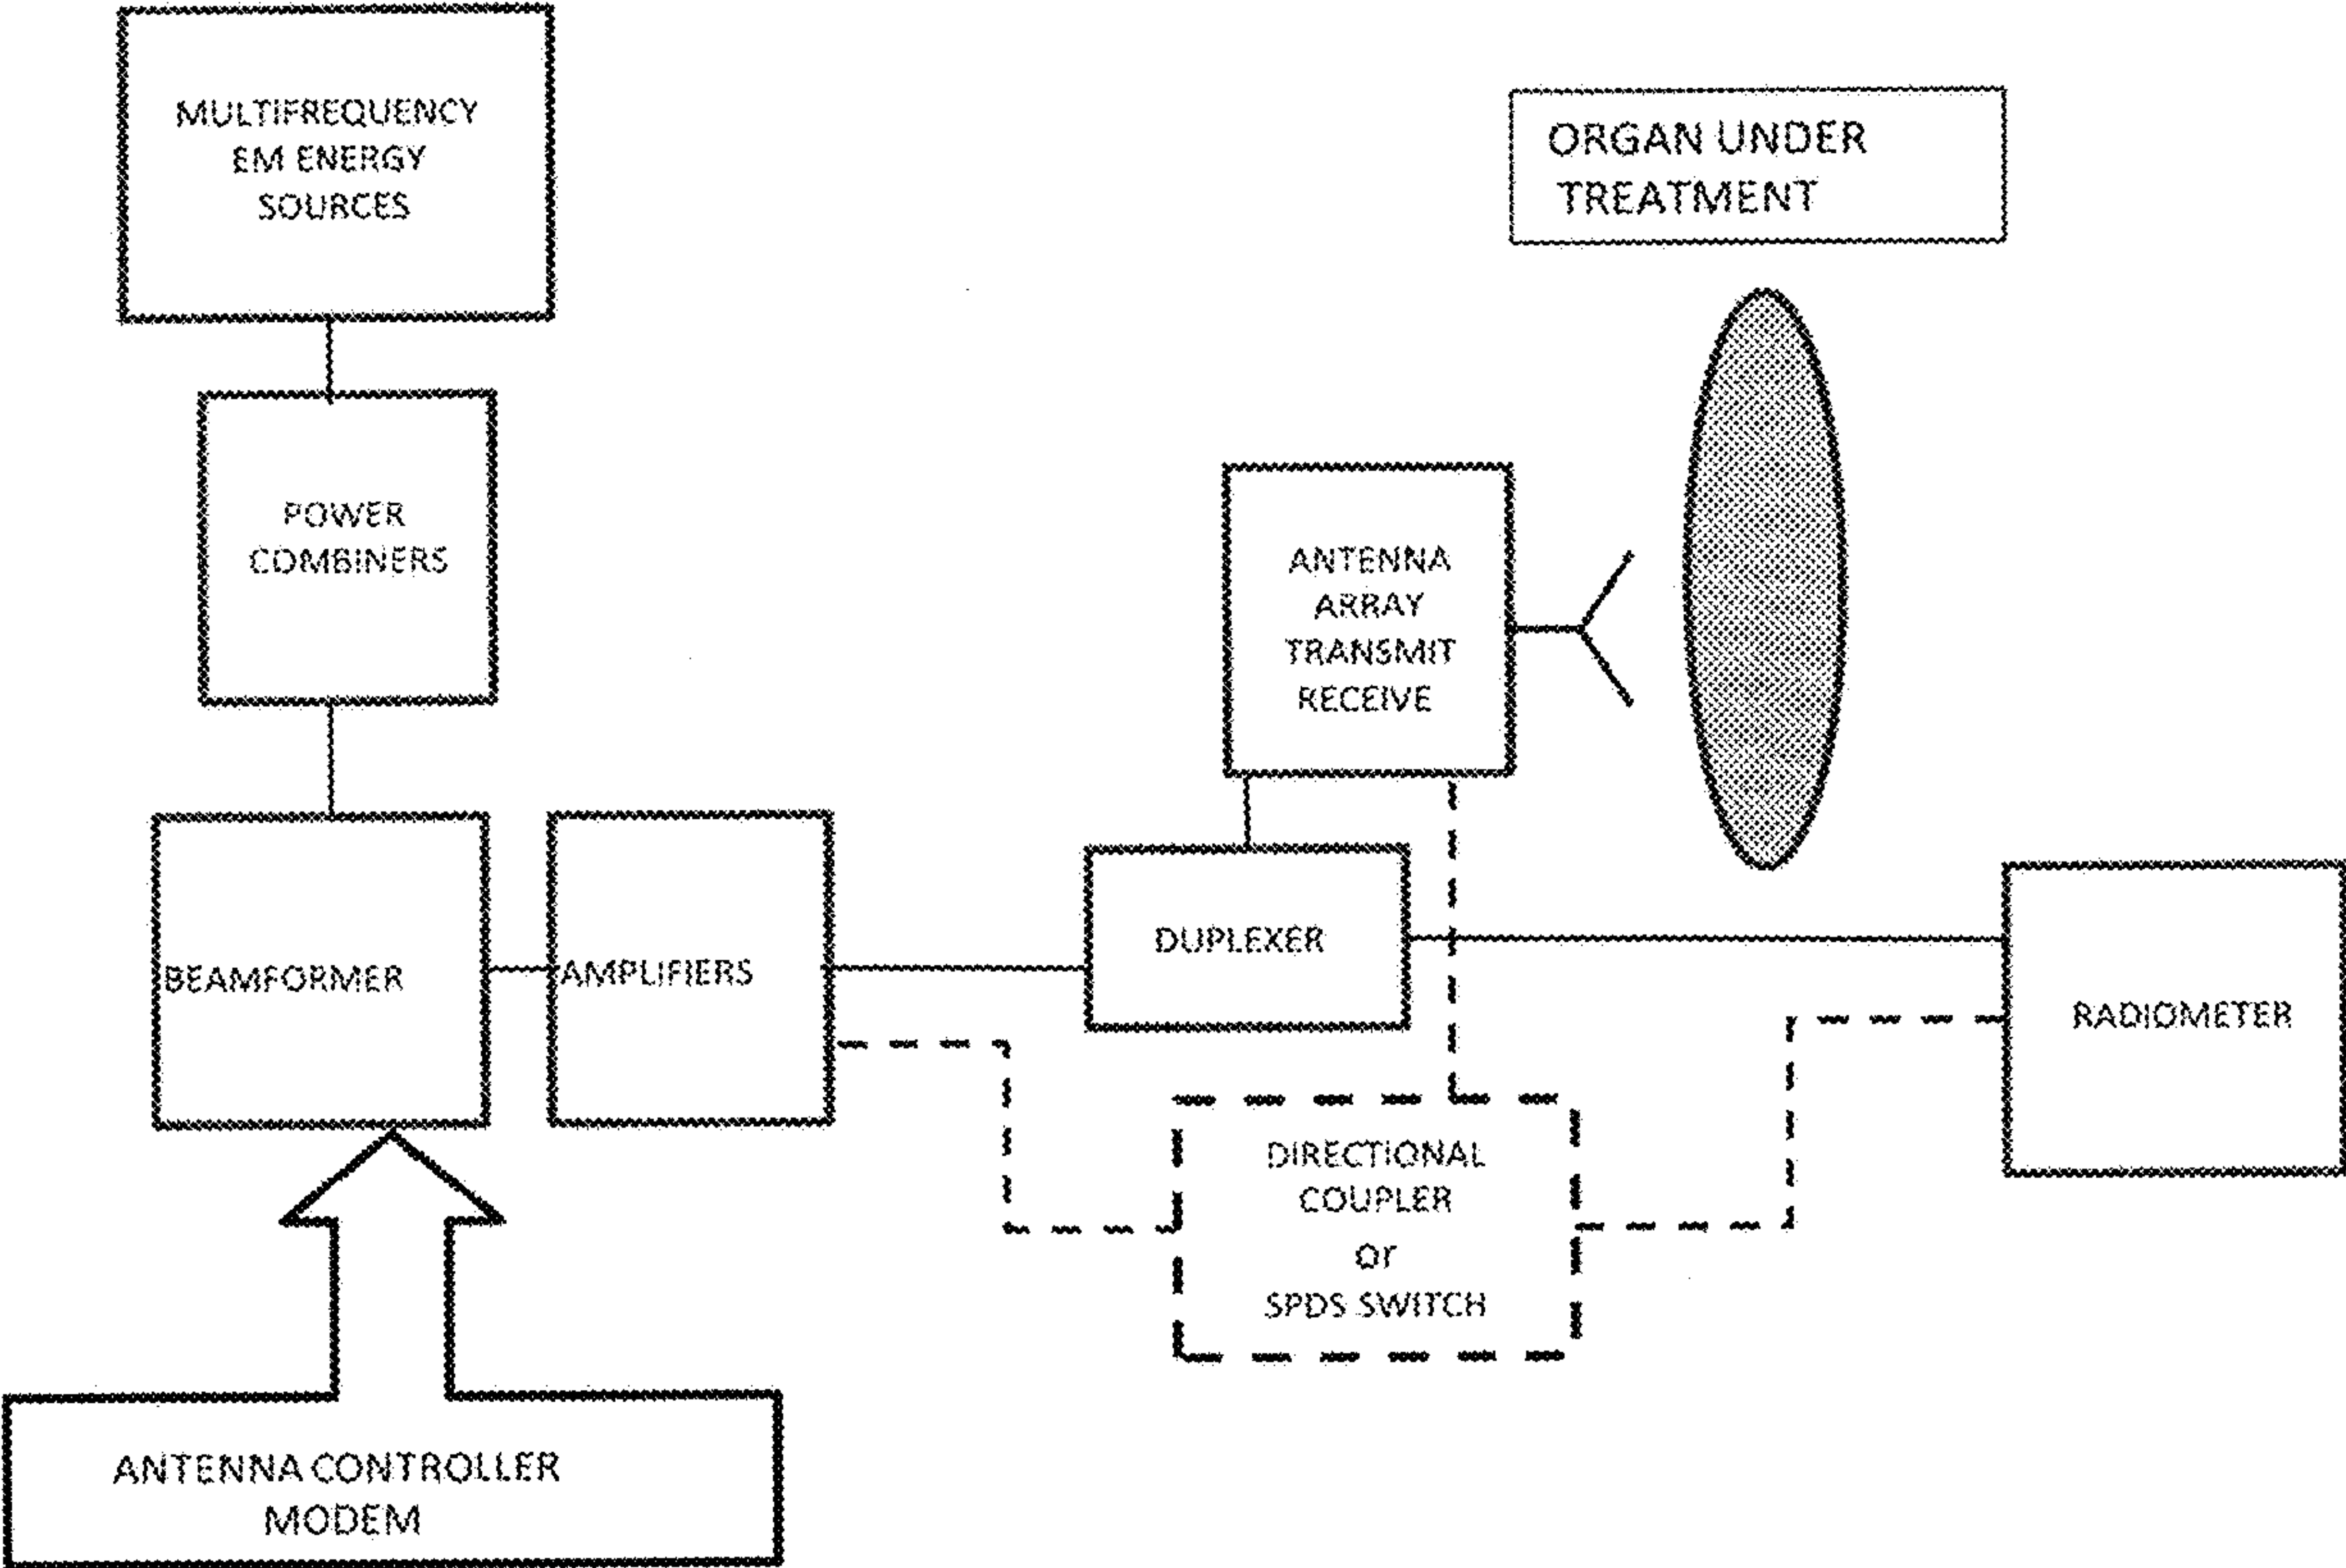 MULTIFREQUENCY
EM ENERGY
SOURCES
ORGAN UNDER
TREATMENT
POWER
COMBINERS
ANTENNA
ARRAY
TRANSMIT
RECEIVE
BEAMFORMER
AMPLIFIERS
DUPLEXER
RADIOMETER
DIRECTIONAL
COUPLER
or
SPDS SWITCH
ANTENNA CONTROLLER
MODEM